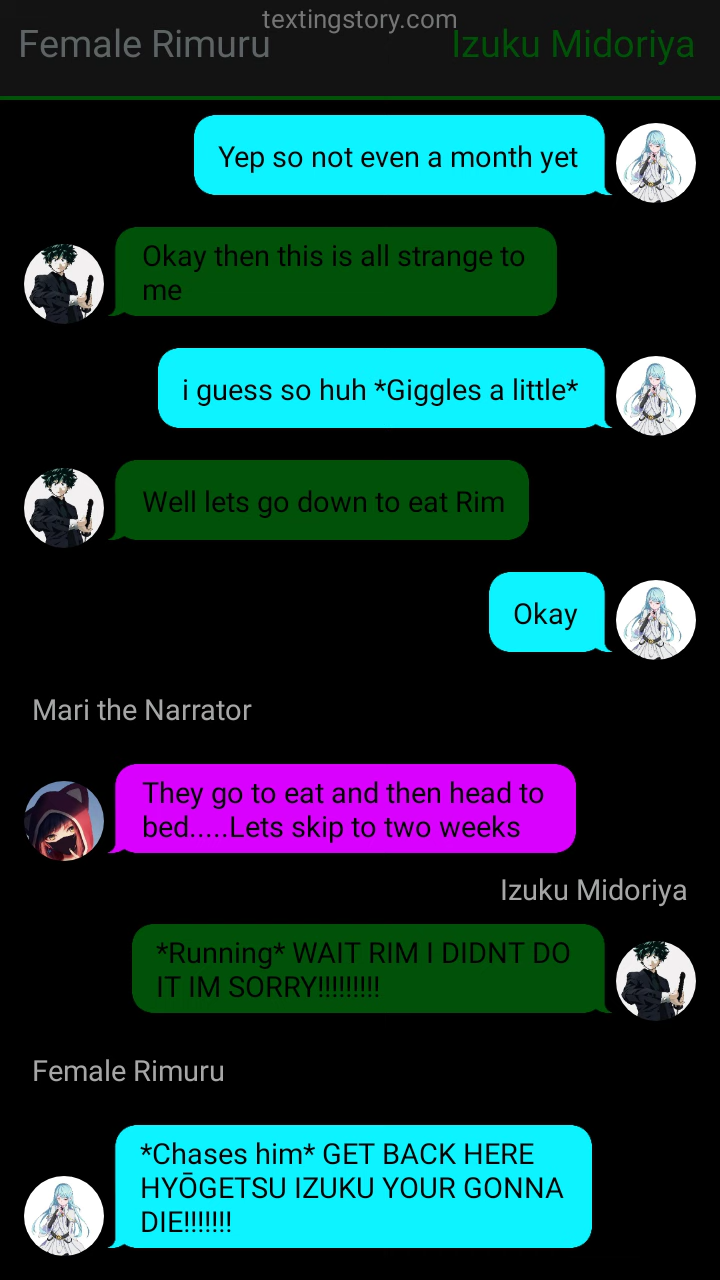 textingstory.com
Female Rimuru
Izuku Midoriya
Yep so not even a month yet
Okay then this is all strange to
me
i guess so huh *Giggles a little*
Well lets go down to eat Rim
Okay
Mari the Narrator
They go to eat and then head to
bed.....Lets skip to two weeks
Izuku Midoriya
*Running* WAIT RIM I DIDNT DO
IT IM SORRY!!!!!!!!!
Female Rimuru
*Chases him* GET BACK HERE
HYŌGETSU IZUKU YOUR GONNA
DIE!!!!!!!